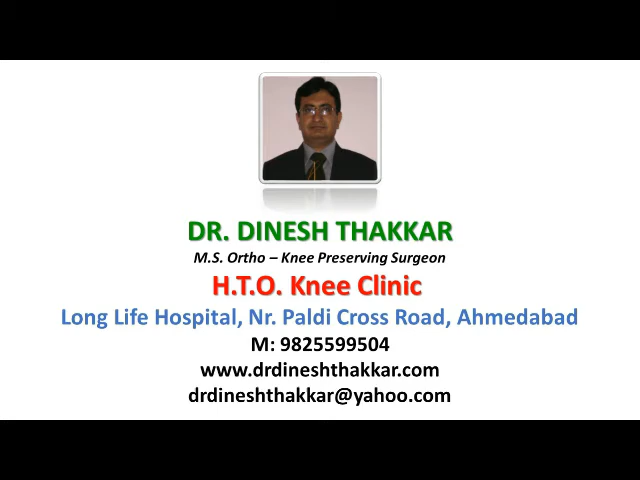 DR. DINESH THAKKAR
M.S. Ortho – Knee Preserving Surgeon
H.T.O. Knee Clinic
Long Life Hospital, Nr. Paldi Cross Road, Ahmedabad
M: 9825599504
www.drdineshthakkar.com
drdineshthakkar@yahoo.com